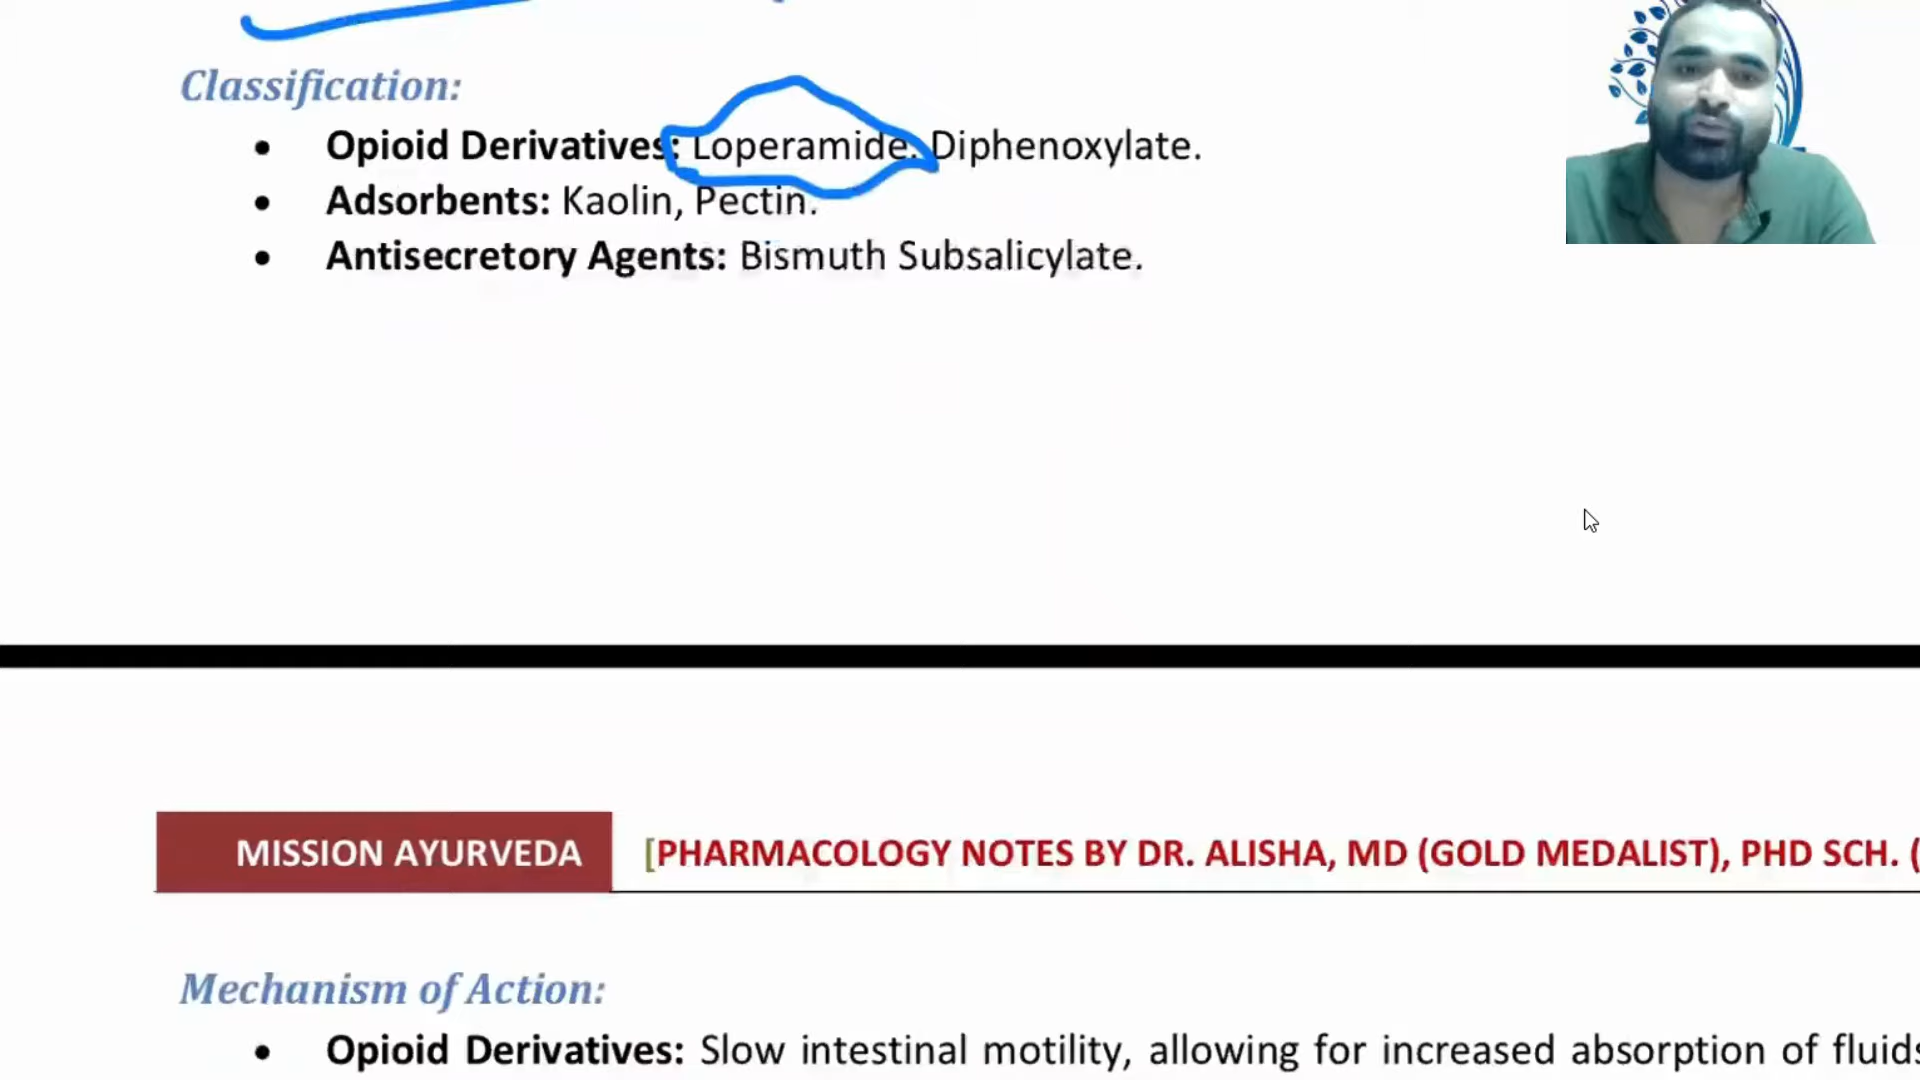 Classification:
• Opioid Derivatives: Loperamide, Diphenoxylate.
• Adsorbents: Kaolin, Pectin.
• Antisecretory Agents: Bismuth Subsalicylate.
MISSION AYURVEDA [PHARMACOLOGY NOTES BY DR. ALISHA, MD (GOLD MEDALIST), PHD SCH. (
Mechanism of Action:
• Opioid Derivatives: Slow intestinal motility, allowing for increased absorption of fluids